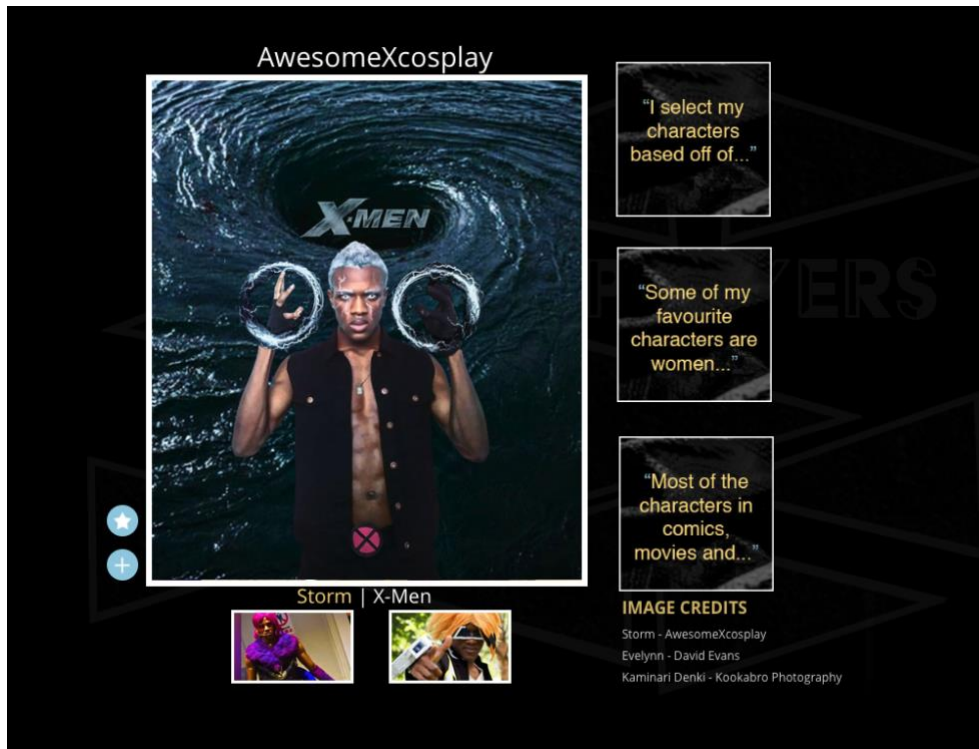 AwesomeXcosplay
X-MEN
Storm | X-Men
“I select my
characters
based off of...”
“Some of my
favourite
characters are
women...”
“Most of the
characters in
comics,
movies and...”
IMAGE CREDITS
Storm - AwesomeXcosplay
Evelynn - David Evans
Kaminari Denki - Kookabro Photography